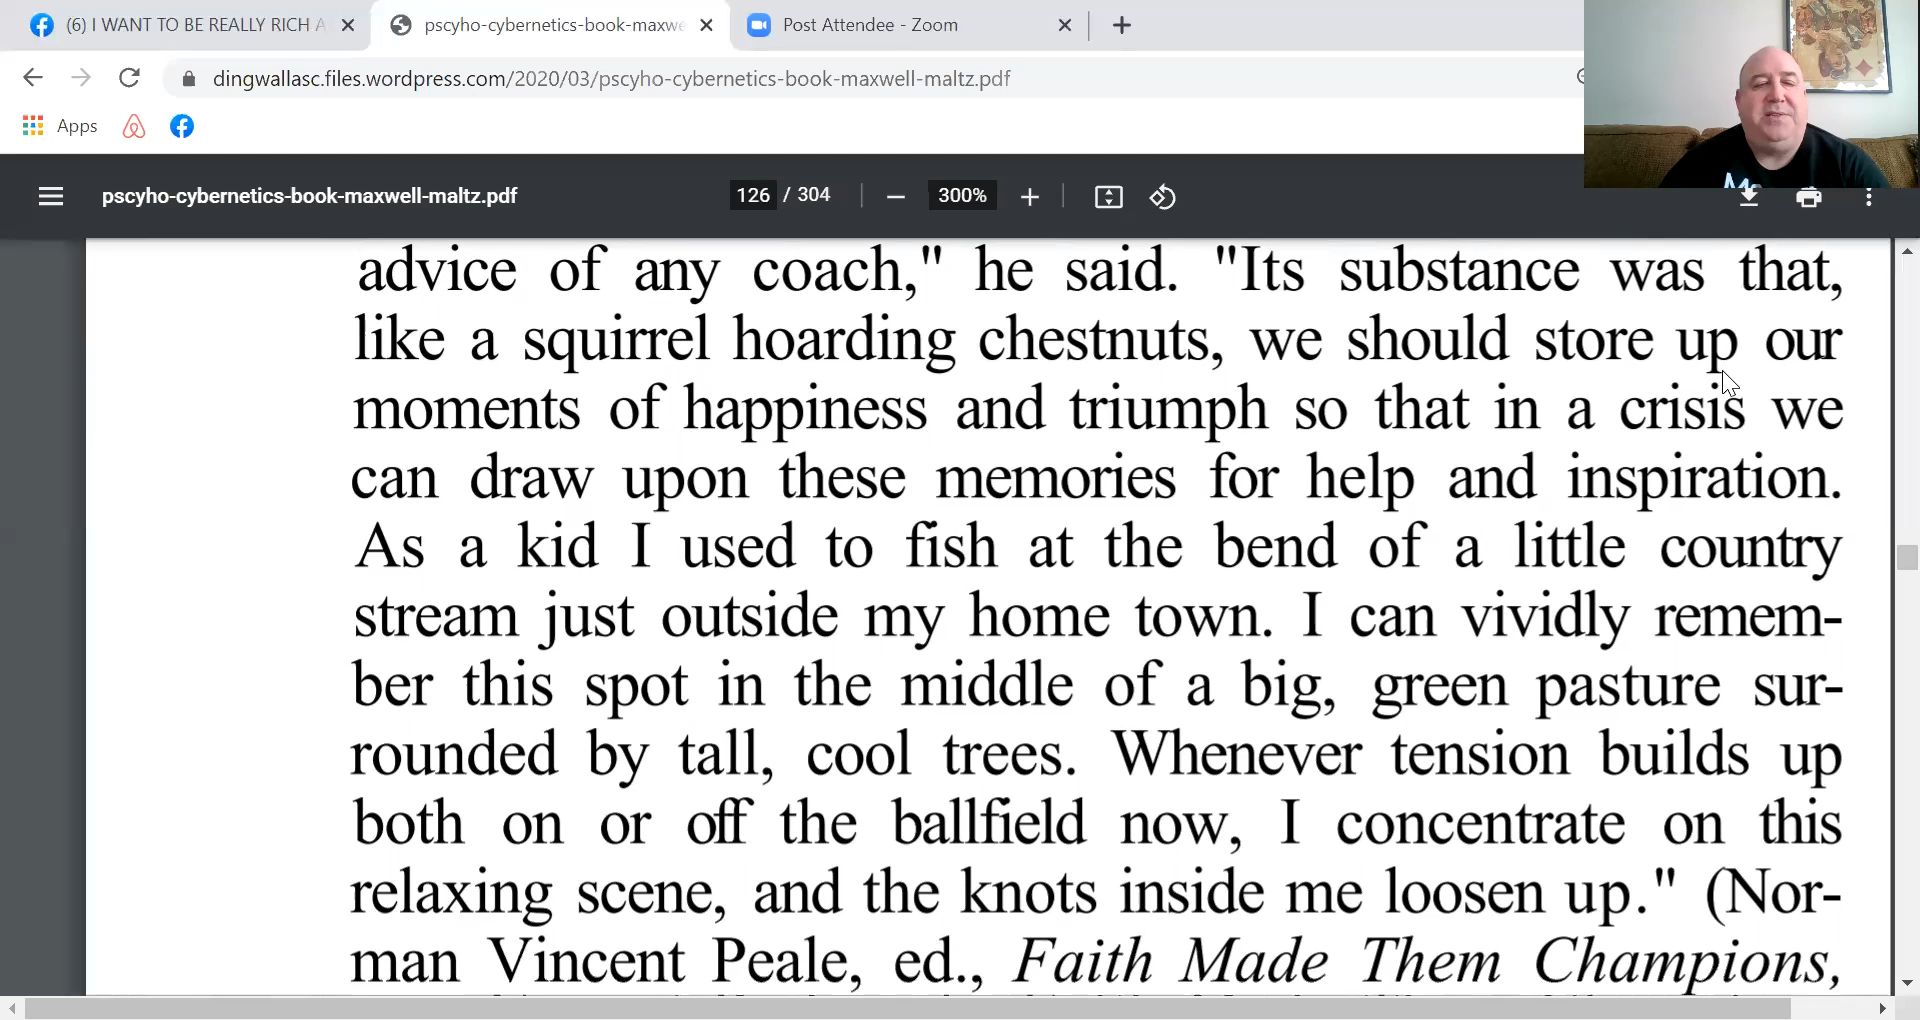 (6) I WANT TO BE REALLY RICH A
pscyho-cybernetics-book-maxwe
Post Attendee - Zoom
dingwallasc.files.wordpress.com/2020/03/pscyho-cybernetics-book-maxwell-maltz.pdf
Apps
pscyho-cybernetics-book-maxwell-maltz.pdf
126 / 304
300%
advice of any coach," he said. "Its substance was that,
like a squirrel hoarding chestnuts, we should store up our
moments of happiness and triumph so that in a crisis we
can draw upon these memories for help and inspiration.
As a kid I used to fish at the bend of a little country
stream just outside my home town. I can vividly remem-
ber this spot in the middle of a big, green pasture sur-
rounded by tall, cool trees. Whenever tension builds up
both on or off the ballfield now, I concentrate on this
relaxing scene, and the knots inside me loosen up." (Nor-
man Vincent Peale, ed., Faith Made Them Champions,